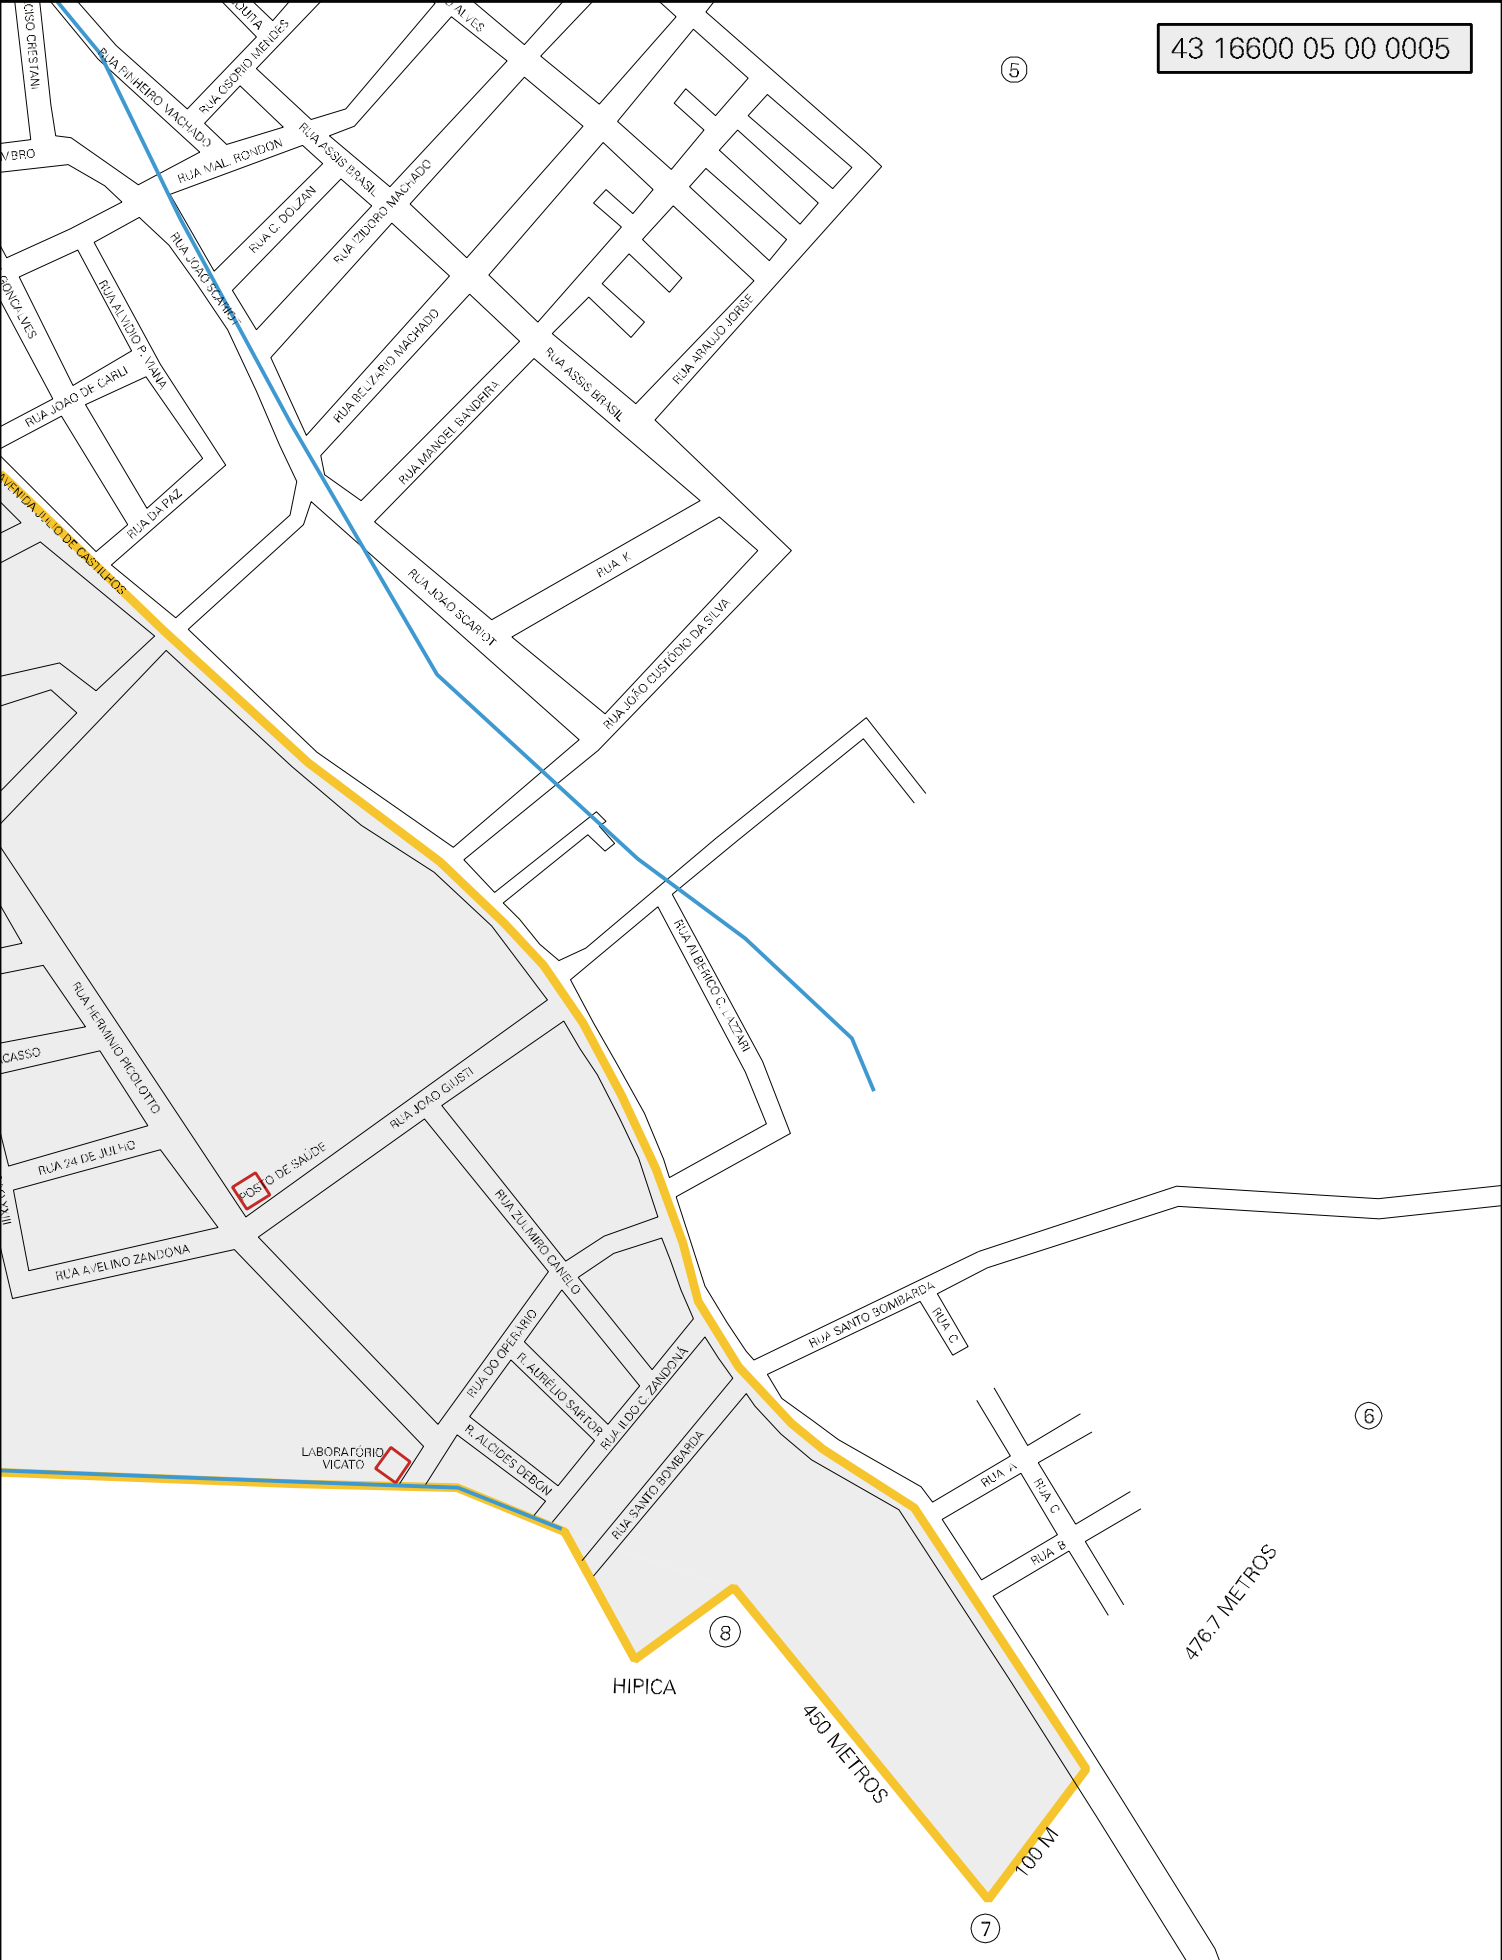 43 16600 05 00 0005
5
RUA PINHEIRO MACHADO
RUA OSORIO MENDES
RUA MAL. RONDON
RUA ASSIS BRASIL
RUA C. DOLZAN
RUA IZIDORO MACHADO
RUA JOAO SCARIOT
RUA ALVIDIO P. VIANA
RUA JOAO DE CARLI
RUA BELIZARIO MACHADO
RUA MANOEL BANDEIRA
RUA ASSIS BRASIL
RUA ARAUJO JORGE
AVENIDA JULIO DE CASTILHOS
RUA DA PAZ
RUA K
RUA JOAO SCARIOT
RUA JOÃO CUSTÓDIO DA SILVA
RUA ALBERICO C. LAZZARI
RUA HERMINIO PICOLOTTO
CASSO
RUA JOAO GIUSTI
RUA 24 DE JULHO
POSTO DE SAÚDE
RUA AVELINO ZANDONA
RUA ZULMIRO CANELO
RUA DO OPERARIO
R. AURÉLIO SARTOR
RUA ILDO C. ZANDONÁ
RUA SANTO BOMBARDA
RUA C
R. ALCIDES DEBON
RUA SANTO BOMBARDA
LABORATÓRIO
VICATO
6
RUA A
RUA C
RUA B
476.7 METROS
8
HIPICA
450 METROS
100 M
7